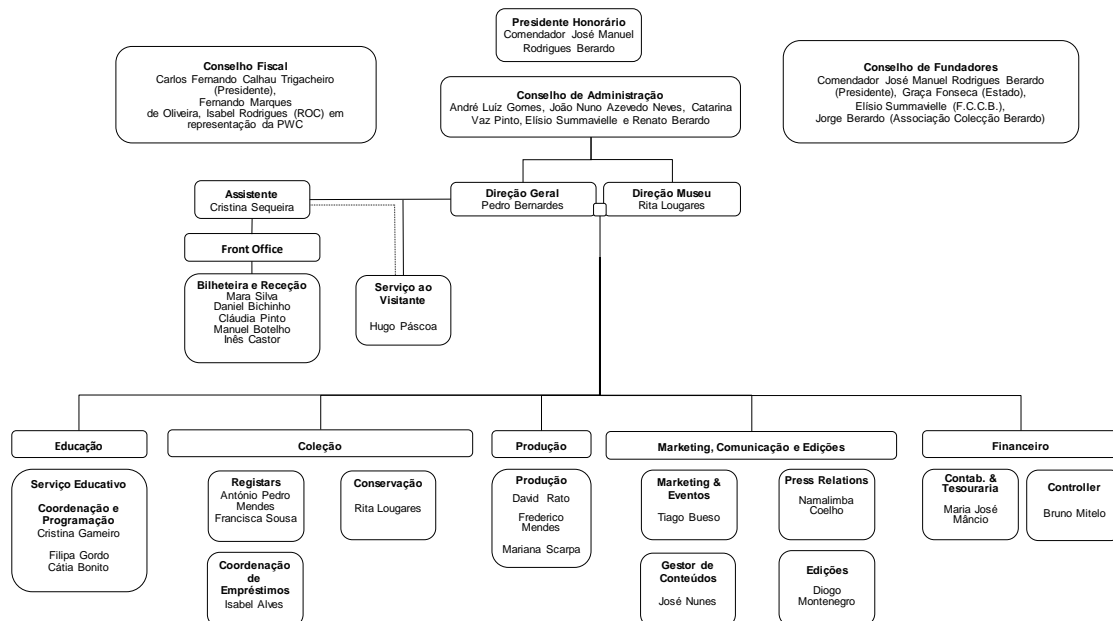 Presidente Honorário
Comendador José Manuel
Rodrigues Berardo
Conselho Fiscal
Carlos Fernando Calhau Trigacheiro
(Presidente),
Fernando Marques
de Oliveira, Isabel Rodrigues (ROC) em
representação da PWC
Conselho de Fundadores
Comendador José Manuel Rodrigues Berardo
(Presidente), Graça Fonseca (Estado),
Elísio Summavielle (F.C.C.B.),
Jorge Berardo (Associação Colecção Berardo)
Conselho de Administração
André Luíz Gomes, João Nuno Azevedo Neves, Catarina
Vaz Pinto, Elísio Summavielle e Renato Berardo
Assistente
Cristina Sequeira
Direção Geral
Pedro Bernardes
Direção Museu
Rita Lougares
Front Office
Bilheteira e Receção
Mara Silva
Daniel Bichinho
Cláudia Pinto
Manuel Botelho
Inês Castor
Serviço ao
Visitante
Hugo Páscoa
Educação
Coleção
Produção
Marketing, Comunicação e Edições
Financeiro
Serviço Educativo
Coordenação e
Programação
Cristina Gameiro
Filipa Gordo
Cátia Bonito
Registars
António Pedro
Mendes
Francisca Sousa
Conservação
Rita Lougares
Coordenação
de
Empréstimos
Isabel Alves
Produção
David Rato
Frederico
Mendes
Mariana Scarpa
Marketing &
Eventos
Tiago Bueso
Press Relations
Namalimba
Coelho
Gestor de
Conteúdos
José Nunes
Edições
Diogo
Montenegro
Contab. &
Tesouraria
Maria José
Mâncio
Controller
Bruno Mitelo